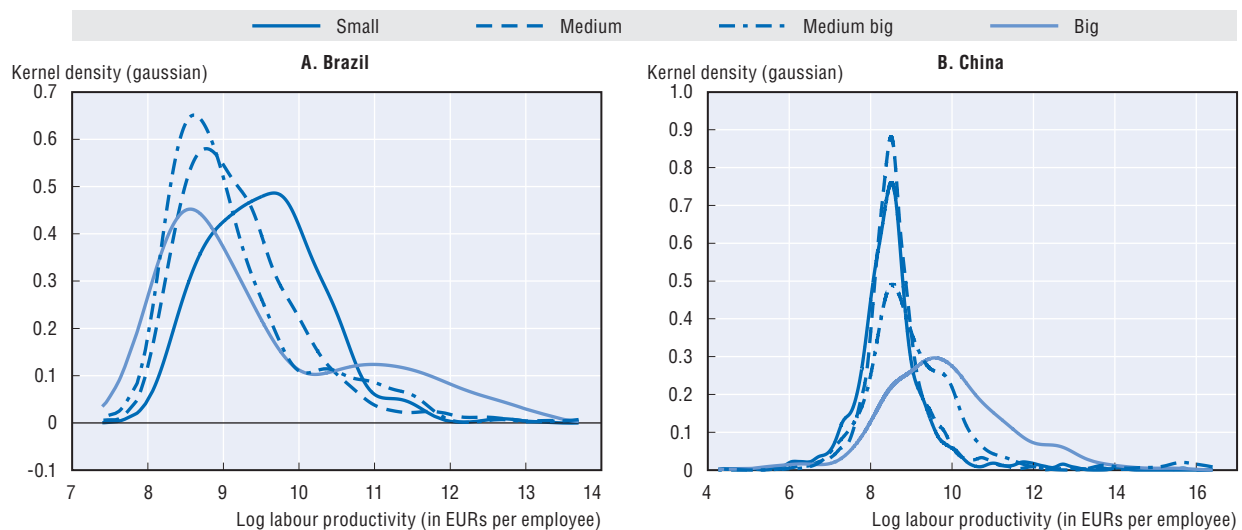 Small Medium Medium big Big
A. Brazil
Kernel density (gaussian)
0.7
0.6
0.5
0.4
0.3
0.2
0.1
0
-0.1
7 8 9 10 11 12 13 14
Log labour productivity (in EURs per employee)
B. China
Kernel density (gaussian)
1.0
0.9
0.8
0.7
0.6
0.5
0.4
0.3
0.2
0.1
0
4 6 8 10 12 14 16
Log labour productivity (in EURs per employee)